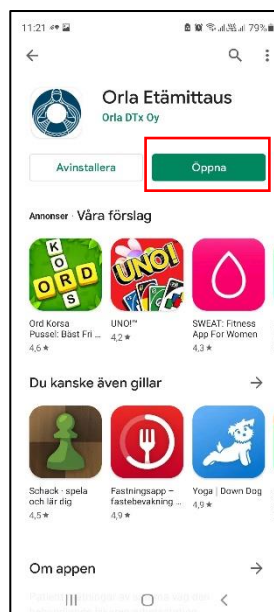 11:21
79%
Orla Etämittaus
Orla DTx Oy
Avinstallera
Öppna
Annonser · Våra förslag
ORD
KORS
UNO!
Ord Korsa
Pussel: Bäst Fri ...
4,6 ★
UNO!™
4,2 ★
SWEAT: Fitness
App For Women
4,3 ★
Du kanske även gillar
Schack · spela
och lär dig
4,5 ★
Fastningsapp –
fastebevakning ...
4,9 ★
Yoga | Down Dog
4,9 ★
Om appen